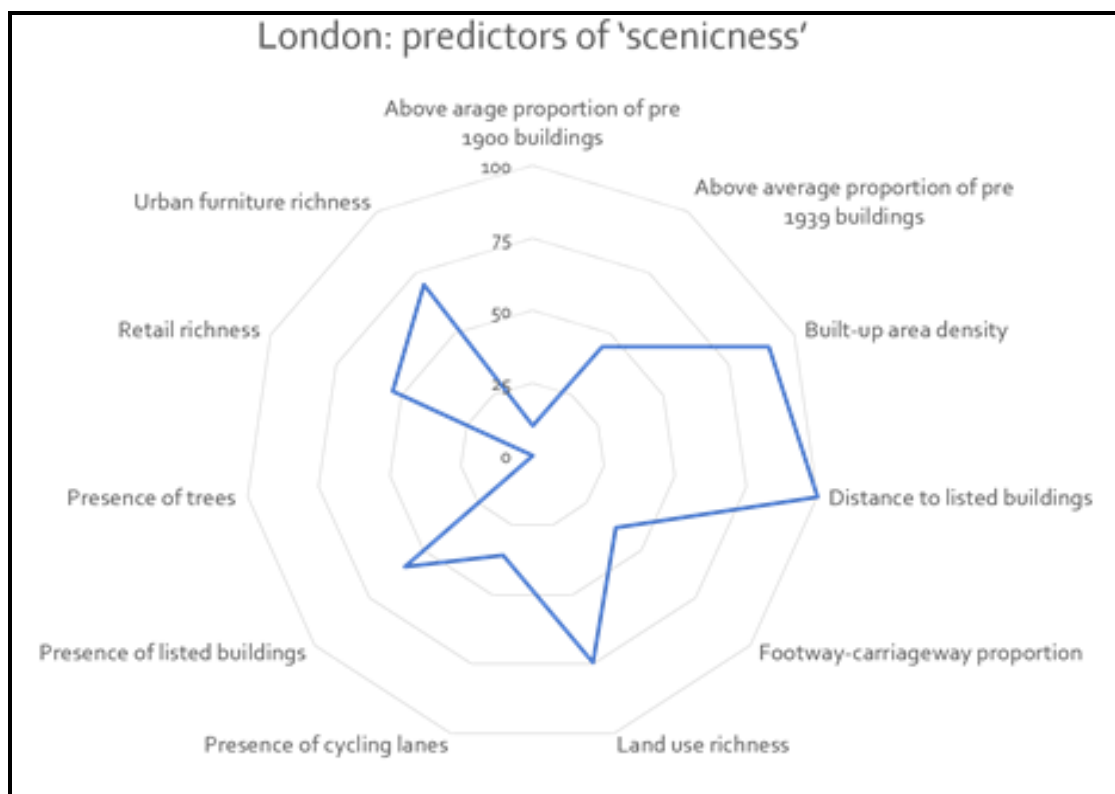 London: predictors of 'scenicness'
Above arage proportion of pre
1900 buildings
100
Above average proportion of pre
1939 buildings
Urban furniture richness
75
50
Retail richness
Built-up area density
25
0
Presence of trees
Distance to listed buildings
Presence of listed buildings
Footway-carriageway proportion
Presence of cycling lanes
Land use richness